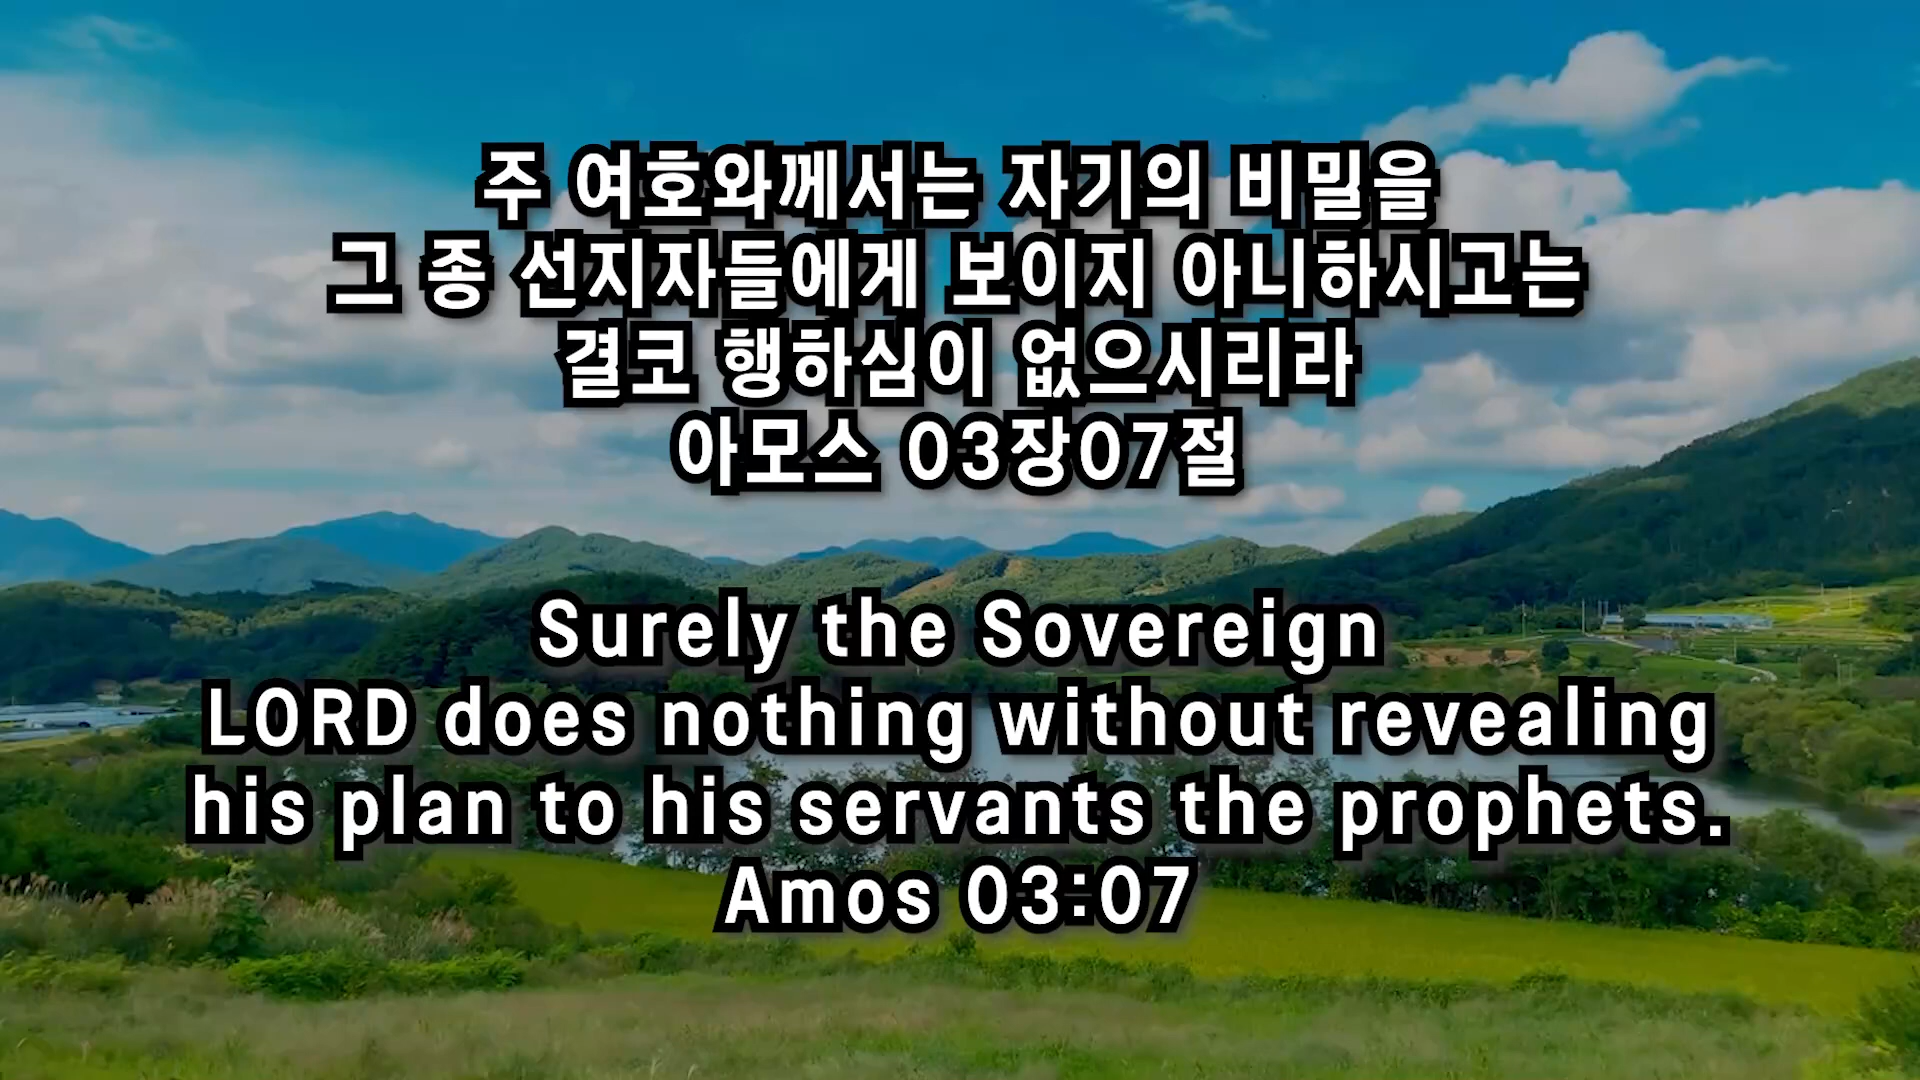 주 여호와께서는 자기의 비밀을
그 종 선지자들에게 보이지 아니하시고는
결코 행하심이 없으시리라
아모스 03장07절
Surely the Sovereign
LORD does nothing without revealing
his plan to his servants the prophets.
Amos 03:07